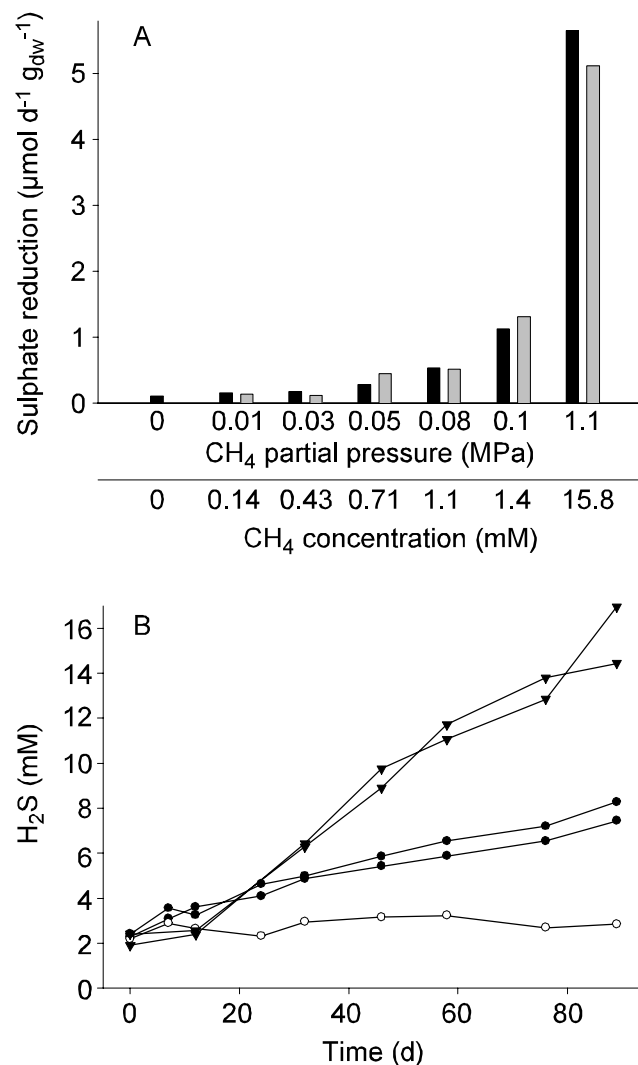 A
Sulphate reduction (µmol d⁻¹ g_dw⁻¹)
5
4
3
2
1
0
0 0.01 0.03 0.05 0.08 0.1 1.1
CH₄ partial pressure (MPa)
0 0.14 0.43 0.71 1.1 1.4 15.8
CH₄ concentration (mM)
B
H₂S (mM)
16
14
12
10
8
6
4
2
0
0 20 40 60 80
Time (d)